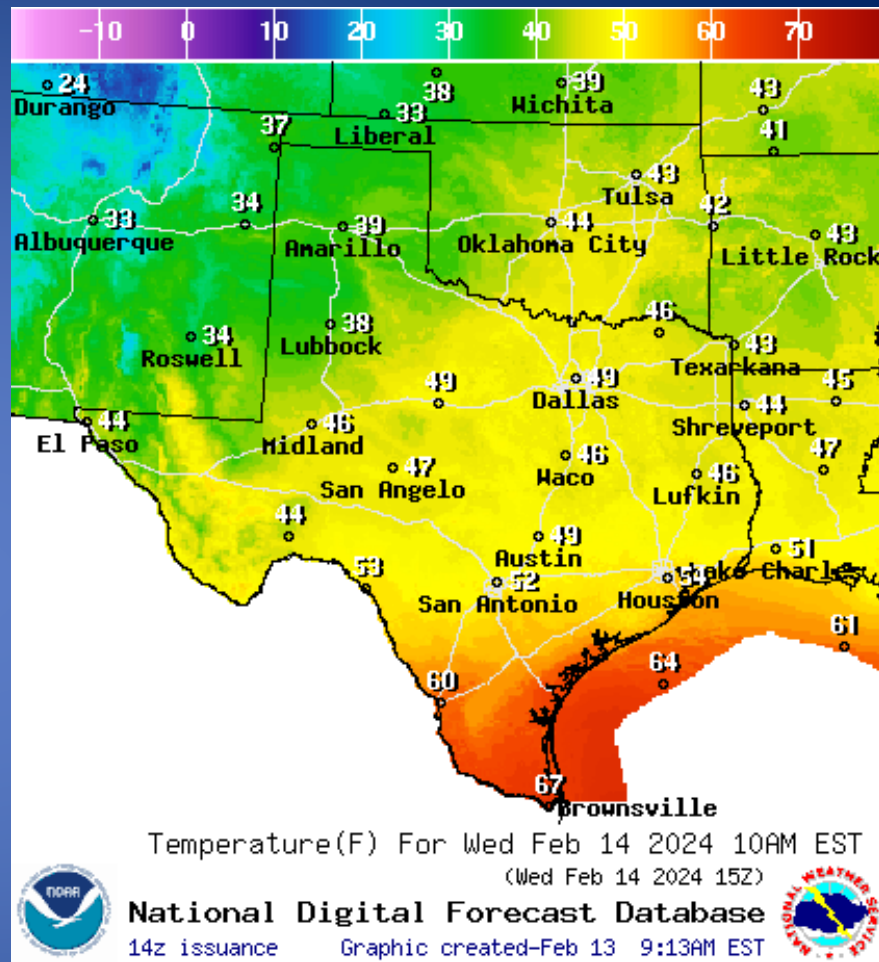 -10 0 10 20 30 40 50 60 70
24
Durango
38
33
Liberal
39
Wichita
43
41
37
43
Tulsa
33
Albuquerque
34
39
Amarillo
44
Oklahoma City
42
43
Little Rock
34
Roswell
38
Lubbock
46
43
Texarkana
49
49
Dallas
44
Shreveport
45
44
El Paso
46
Midland
47
San Angelo
46
Waco
46
Lufkin
47
44
49
Austin
51
Lake Charles
53
52
San Antonio
54
Houston
60
64
61
67
Brownsville
Temperature(F) For Wed Feb 14 2024 10AM EST
(Wed Feb 14 2024 15Z)
National Digital Forecast Database
14z issuance Graphic created-Feb 13 9:13AM EST
NOAA
NATIONAL WEATHER SERVICE